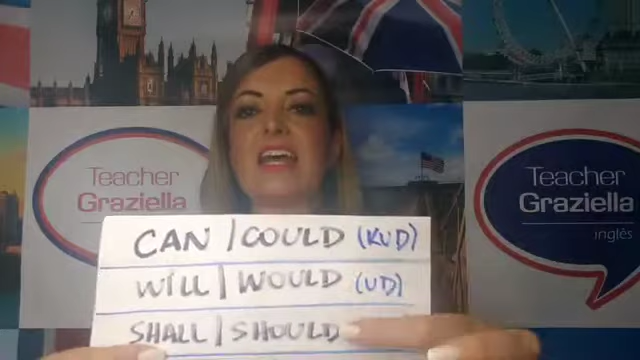 Teacher
Graziella
Teacher
Graziella
inglês
CAN / COULD (KUD)
WILL / WOULD (UD)
SHALL / SHOULD